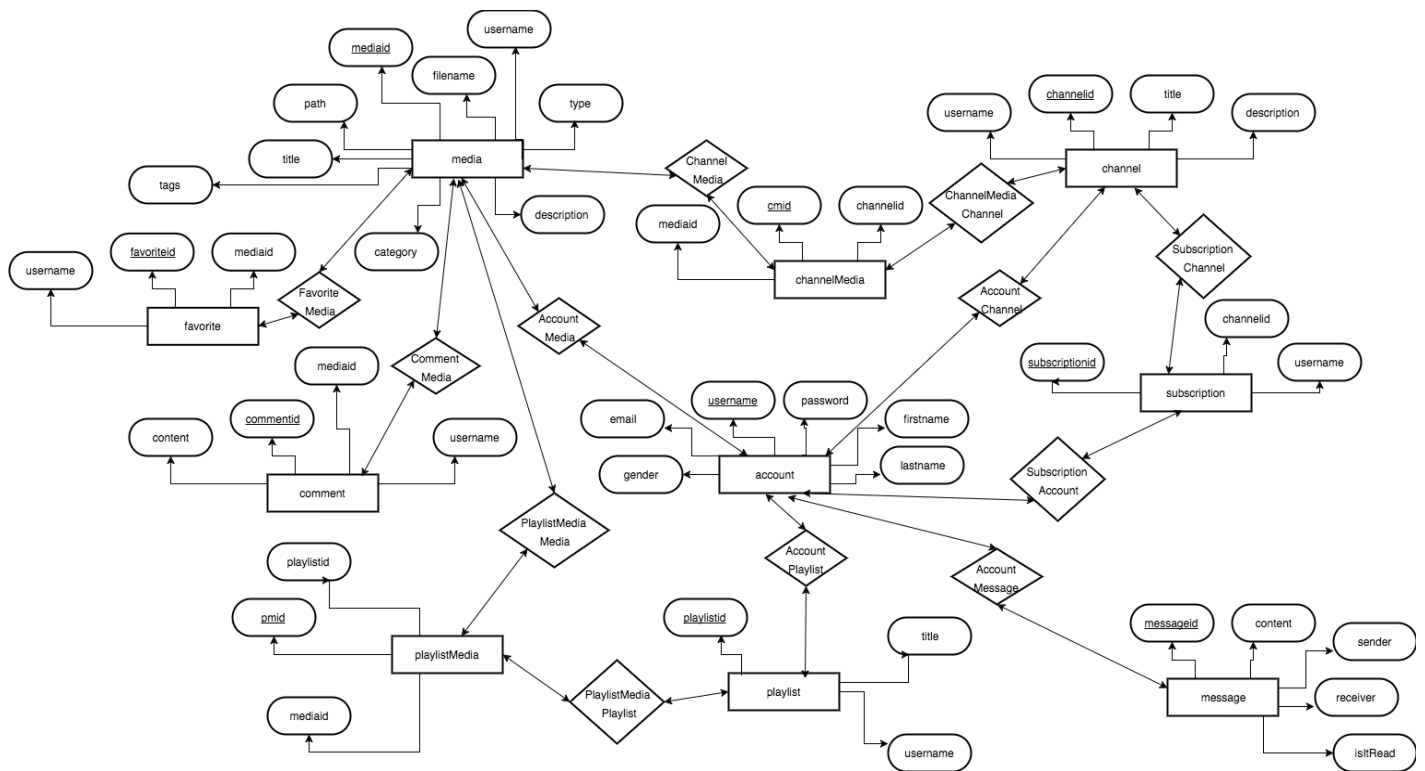 username
mediaid
filename
path
type
title
media
tags
description
category
Channel
Media
username
channelid
title
description
channel
ChannelMedia
Channel
cmid
channelid
mediaid
channelMedia
Subscription
Channel
favoriteid
mediaid
username
favorite
Favorite
Media
Account
Media
Account
Channel
Comment
Media
channelid
subscriptionid
username
subscription
mediaid
commentid
content
username
comment
username
password
email
firstname
gender
lastname
account
Subscription
Account
PlaylistMedia
Media
Account
Playlist
Account
Message
playlistid
pmid
playlistMedia
mediaid
PlaylistMedia
Playlist
playlistid
title
playlist
username
messageid
content
sender
message
receiver
isItRead